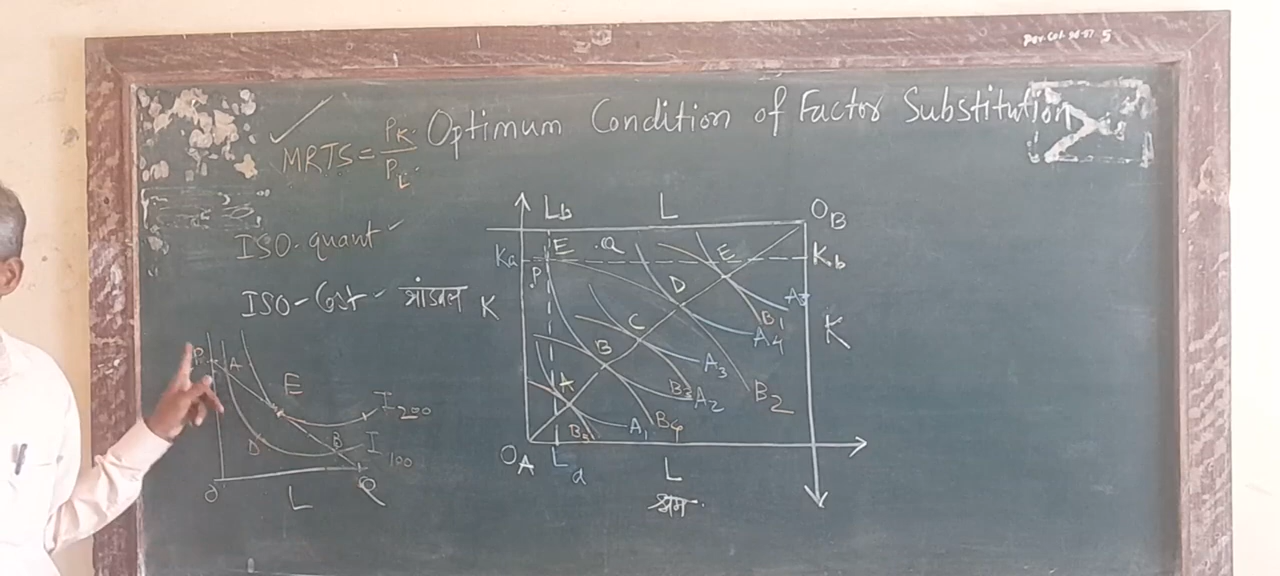 Optimum Condition of Factor Substitution
MRTS = PK / PL
ISO-quant
ISO-Cost
K
Lb L OB
Ka E Q E Kb
P
D A5
B1
A4
K
C A3
B B3 A2 B2
A B4
A1
B5
OA La L
श्रम
P A
E
I200
D B I100
O L Q